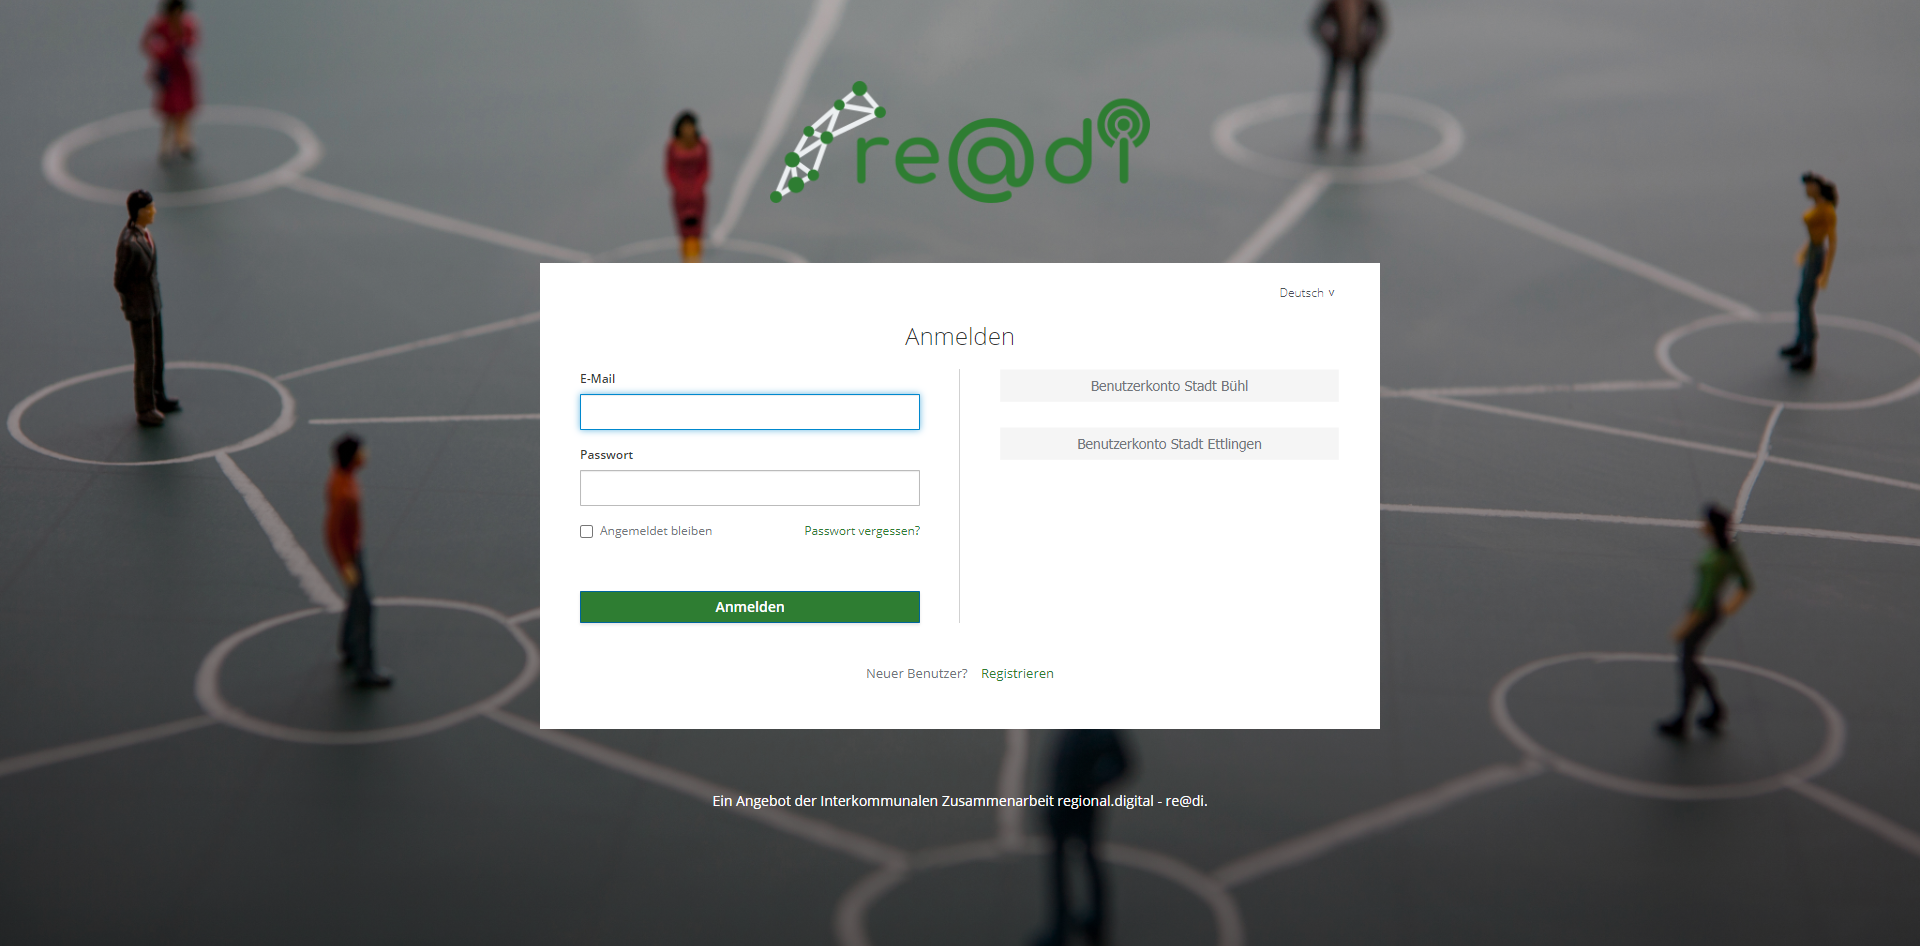 re@di
Deutsch v
Anmelden
E-Mail
Passwort
Angemeldet bleiben
Passwort vergessen?
Anmelden
Benutzerkonto Stadt Bühl
Benutzerkonto Stadt Ettlingen
Neuer Benutzer? Registrieren
Ein Angebot der Interkommunalen Zusammenarbeit regional.digital - re@di.